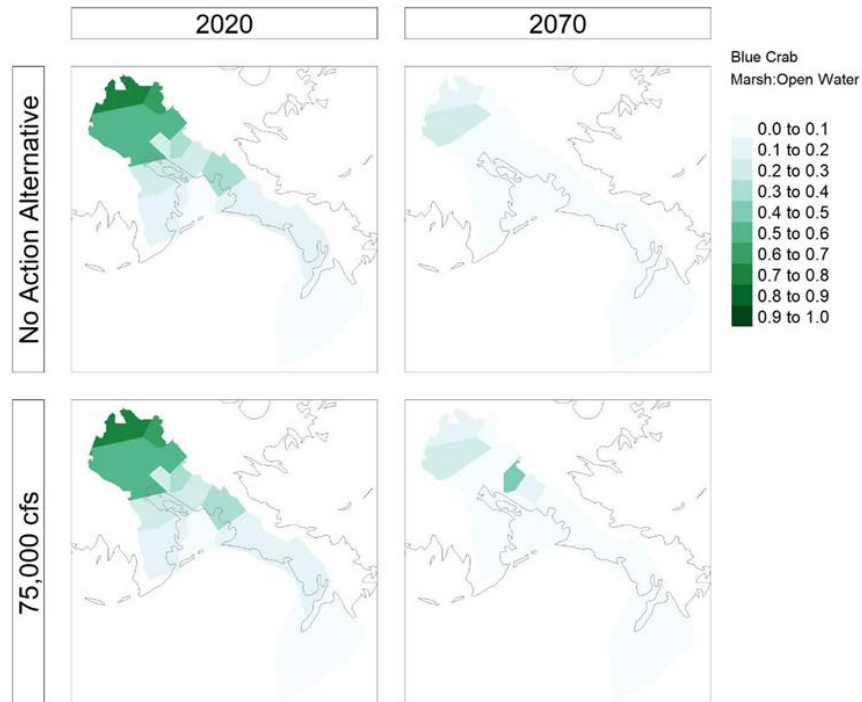 2020
2070
No Action Alternative
Blue Crab
Marsh:Open Water
0.0 to 0.1
0.1 to 0.2
0.2 to 0.3
0.3 to 0.4
0.4 to 0.5
0.5 to 0.6
0.6 to 0.7
0.7 to 0.8
0.8 to 0.9
0.9 to 1.0
75,000 cfs